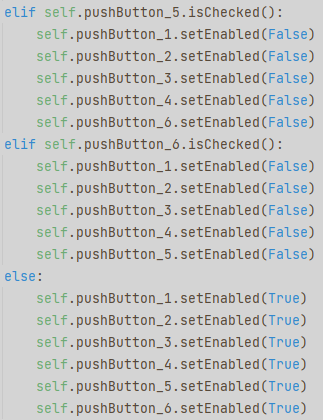 elif self.pushButton_5.isChecked():
    self.pushButton_1.setEnabled(False)
    self.pushButton_2.setEnabled(False)
    self.pushButton_3.setEnabled(False)
    self.pushButton_4.setEnabled(False)
    self.pushButton_6.setEnabled(False)
elif self.pushButton_6.isChecked():
    self.pushButton_1.setEnabled(False)
    self.pushButton_2.setEnabled(False)
    self.pushButton_3.setEnabled(False)
    self.pushButton_4.setEnabled(False)
    self.pushButton_5.setEnabled(False)
else:
    self.pushButton_1.setEnabled(True)
    self.pushButton_2.setEnabled(True)
    self.pushButton_3.setEnabled(True)
    self.pushButton_4.setEnabled(True)
    self.pushButton_5.setEnabled(True)
    self.pushButton_6.setEnabled(True)